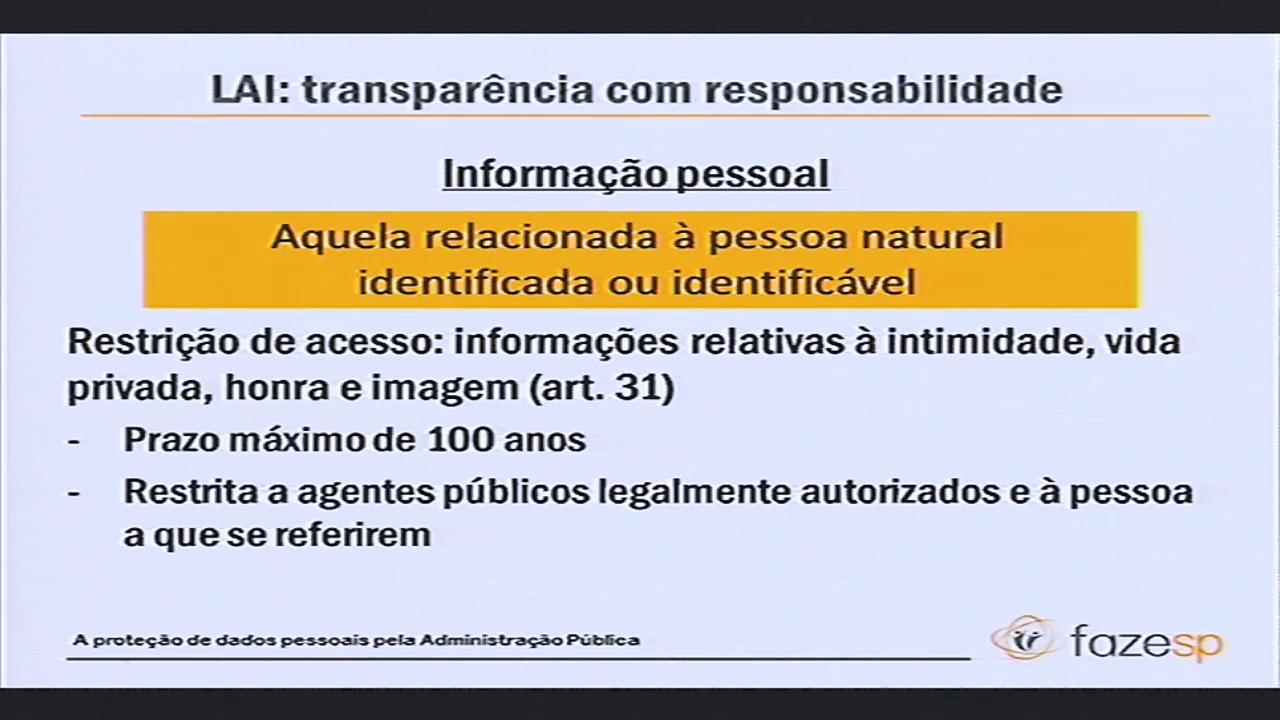 LAI: transparência com responsabilidade
Informação pessoal
Aquela relacionada à pessoa natural
identificada ou identificável
Restrição de acesso: informações relativas à intimidade, vida
privada, honra e imagem (art. 31)
- Prazo máximo de 100 anos
- Restrita a agentes públicos legalmente autorizados e à pessoa
a que se referirem
A proteção de dados pessoais pela Administração Pública
fazesp